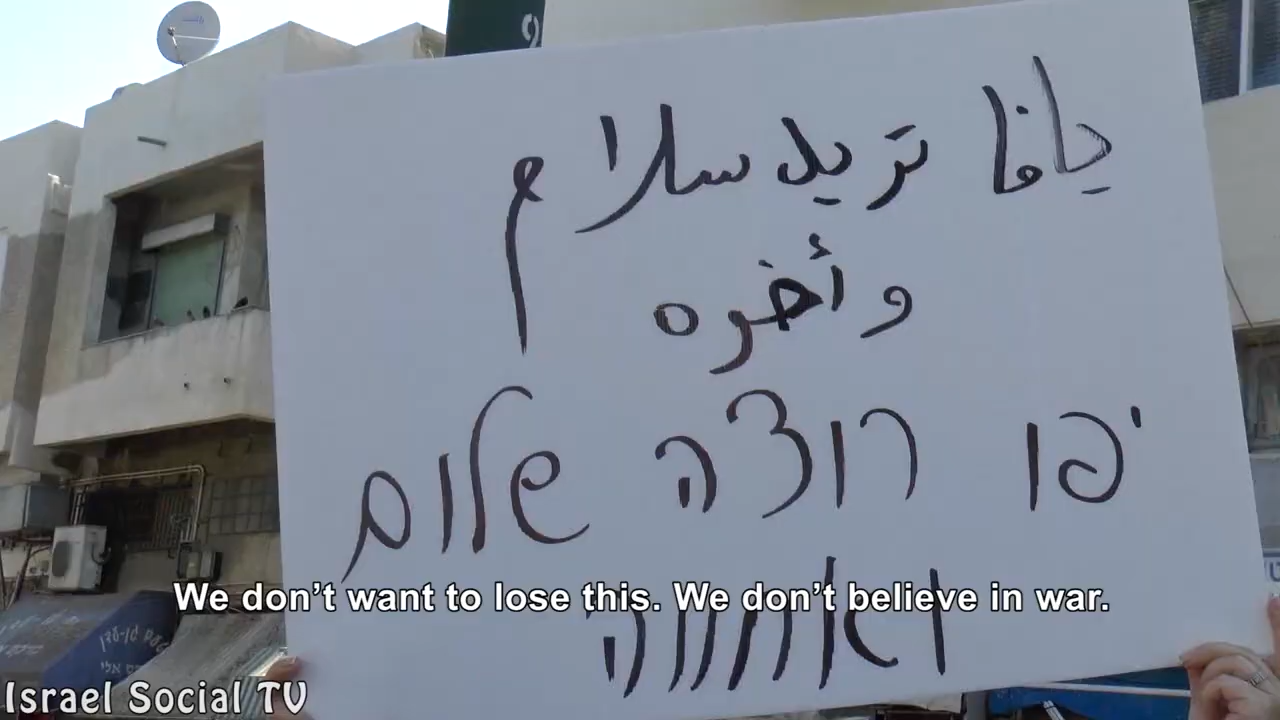 يافا تريد سلام
وأخوه
יפו רוצה שלום
ואחווה
We don't want to lose this. We don't believe in war.
Israel Social TV